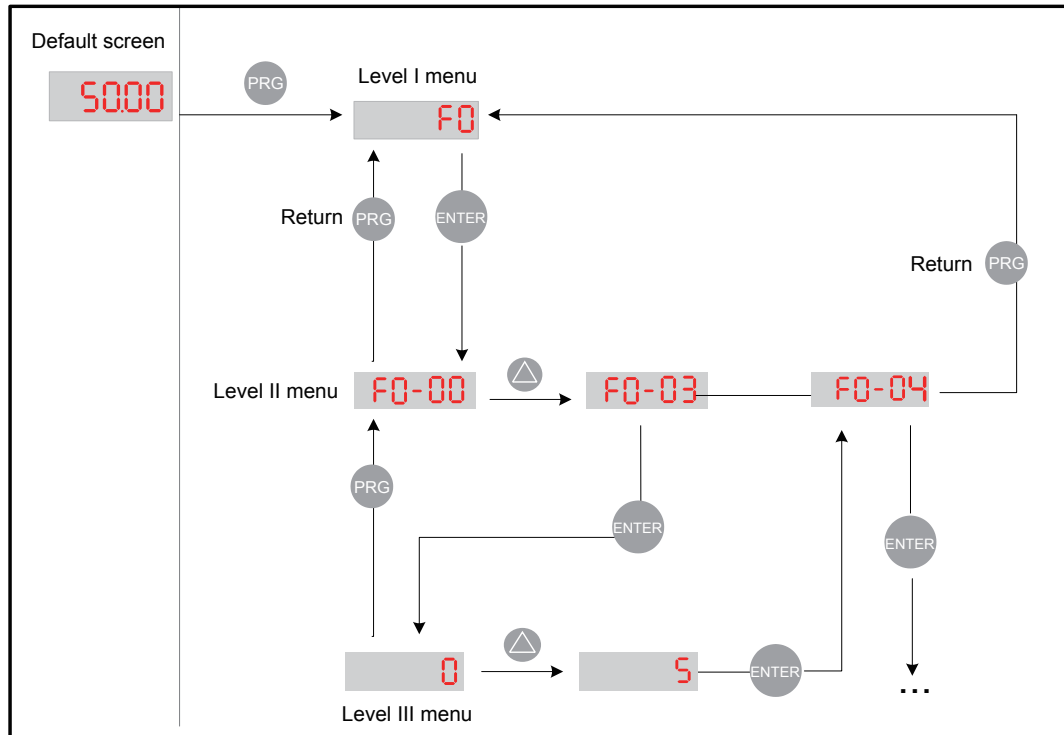 Default screen
50.00
PRG
Level I menu
F0
Return
PRG
ENTER
Return
PRG
Level II menu
F0-00
F0-03
F0-04
PRG
ENTER
ENTER
0
5
ENTER
...
Level III menu